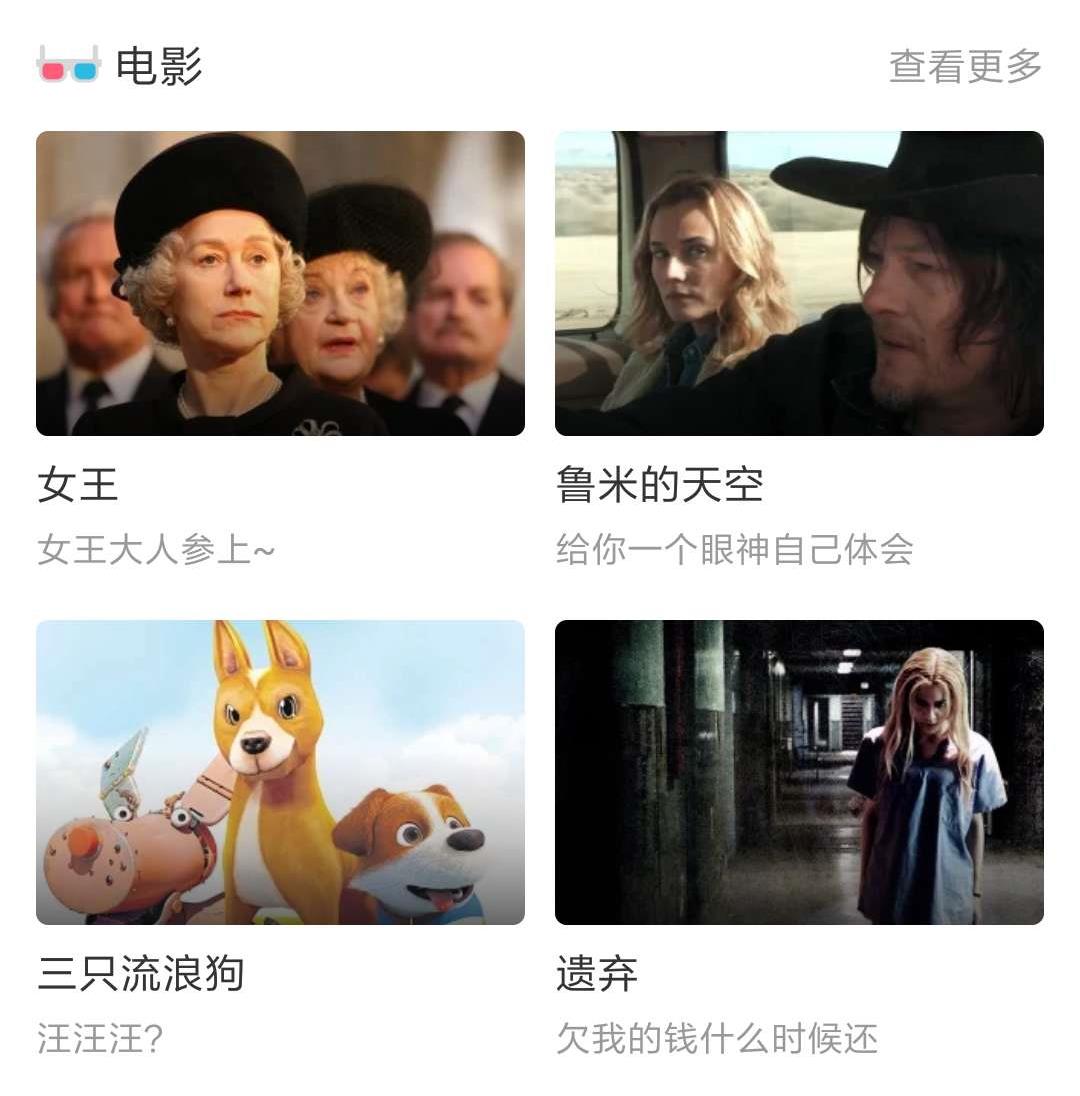 电影
查看更多
女王
鲁米的天空
女王大人参上~
给你一个眼神自己体会
三只流浪狗
遗弃
汪汪汪?
欠我的钱什么时候还